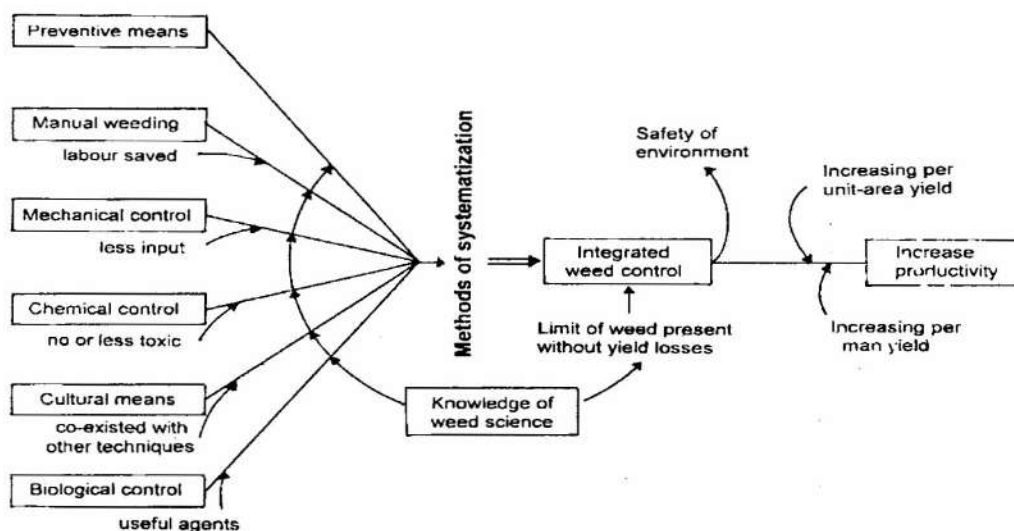 Preventive means
Manual weeding
labour saved
Mechanical control
less input
Chemical control
no or less toxic
Cultural means
co-existed with
other techniques
Biological control
useful agents
Methods of systematization
Knowledge of
weed science
Integrated
weed control
Limit of weed present
without yield losses
Safety of
environment
Increasing per
unit-area yield
Increasing per
man yield
Increase
productivity